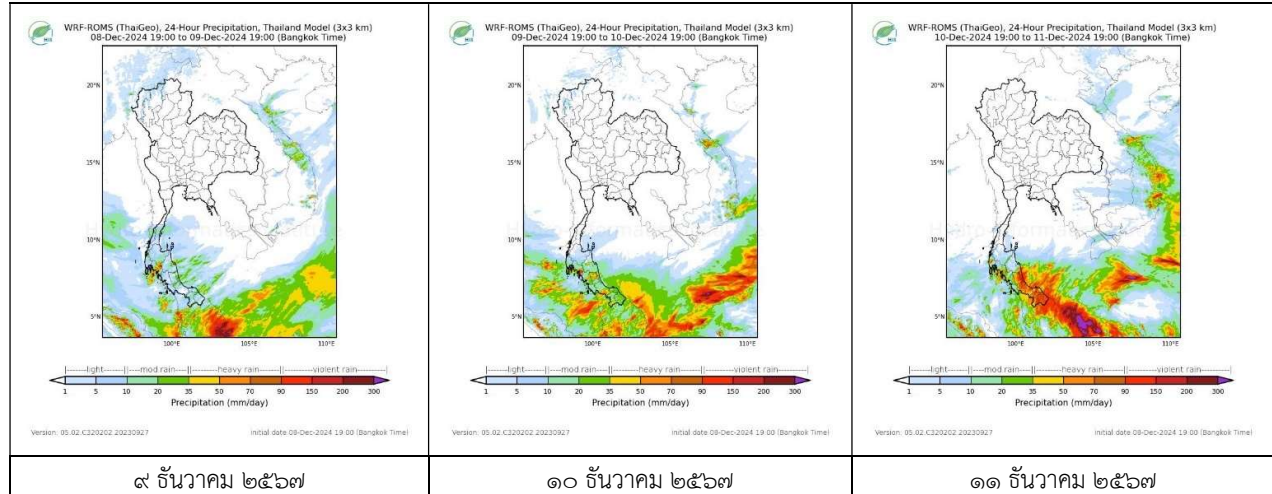 WRF-ROMS (ThaiGeo), 24-Hour Precipitation, Thailand Model (3x3 km)
08-Dec-2024 19:00 to 09-Dec-2024 19:00 (Bangkok Time)
20°N
15°N
10°N
5°N
100°E 105°E 110°E
light mod rain heavy rain violent rain
1 5 10 20 35 50 70 90 150 200 300
Precipitation (mm/day)
Version: 05.02.C320202 20230927 initial date 08-Dec-2024 19:00 (Bangkok Time)
๙ ธันวาคม ๒๕๖๗
WRF-ROMS (ThaiGeo), 24-Hour Precipitation, Thailand Model (3x3 km)
09-Dec-2024 19:00 to 10-Dec-2024 19:00 (Bangkok Time)
20°N
15°N
10°N
5°N
100°E 105°E 110°E
light mod rain heavy rain violent rain
1 5 10 20 35 50 70 90 150 200 300
Precipitation (mm/day)
Version: 05.02.C320202 20230927 initial date 08-Dec-2024 19:00 (Bangkok Time)
๑๐ ธันวาคม ๒๕๖๗
WRF-ROMS (ThaiGeo), 24-Hour Precipitation, Thailand Model (3x3 km)
10-Dec-2024 19:00 to 11-Dec-2024 19:00 (Bangkok Time)
20°N
15°N
10°N
5°N
100°E 105°E 110°E
light mod rain heavy rain violent rain
1 5 10 20 35 50 70 90 150 200 300
Precipitation (mm/day)
Version: 05.02.C320202 20230927 initial date 08-Dec-2024 19:00 (Bangkok Time)
๑๑ ธันวาคม ๒๕๖๗